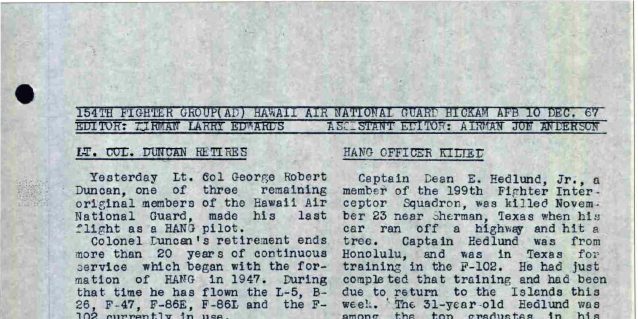 154TH FIGHTER GROUP(AD) HAWAII AIR NATIONAL GUARD HICKAM AFB 10 DEC. 67
EDITOR: AIRMAN LARRY EDWARDS ASSISTANT EDITOR: AIRMAN JON ANDERSON
LT. COL. DUNCAN RETIRES
Yesterday Lt. Col George Robert
Duncan, one of three remaining
original members of the Hawaii Air
National Guard, made his last
flight as a HANG pilot.
Colonel Duncan's retirement ends
more than 20 years of continuous
service which began with the for-
mation of HANG in 1947. During
that time he has flown the L-5, B-
26, F-47, F-86E, F-86L and the F-
102 currently in use.
HANG OFFICER KILLED
Captain Dean E. Hedlund, Jr., a
member of the 199th Fighter Inter-
ceptor Squadron, was killed Novem-
ber 23 near Sherman, Texas when his
car ran off a highway and hit a
tree. Captain Hedlund was from
Honolulu, and was in Texas for
training in the F-102. He had just
completed that training and had been
due to return to the Islands this
week. The 31-year-old Hedlund was
among the top graduates in his